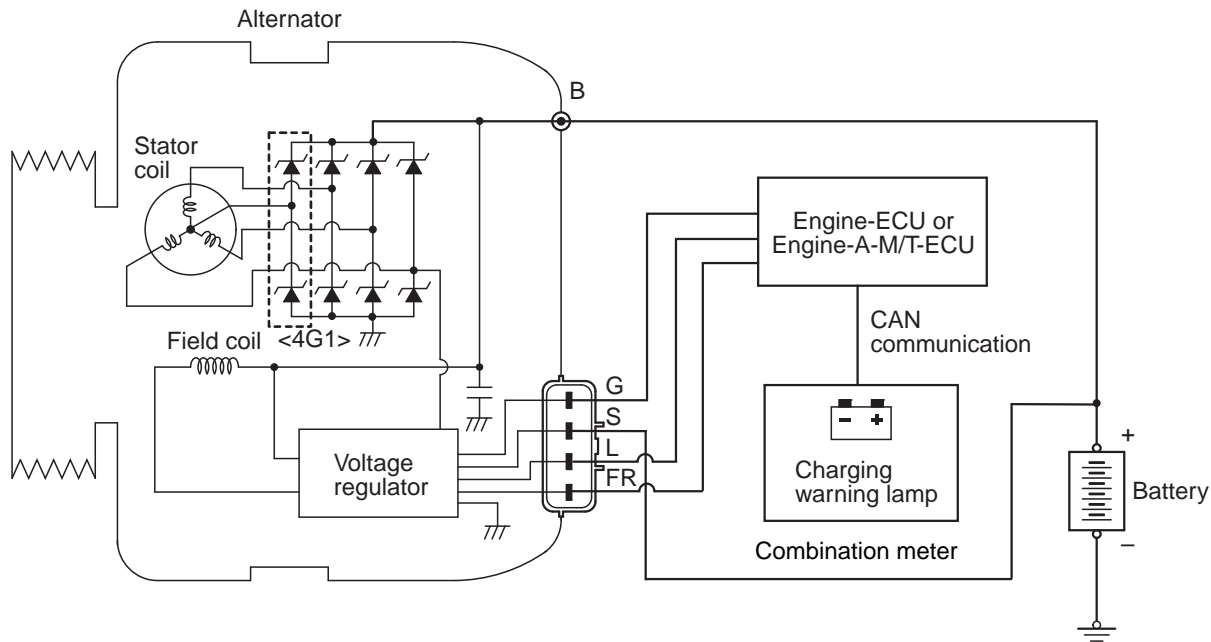 Alternator
B
Stator
coil
Engine-ECU or
Engine-A-M/T-ECU
Field coil
<4G1>
CAN
communication
G
S
L
FR
Voltage
regulator
- +
Charging
warning lamp
Combination meter
+
Battery
–